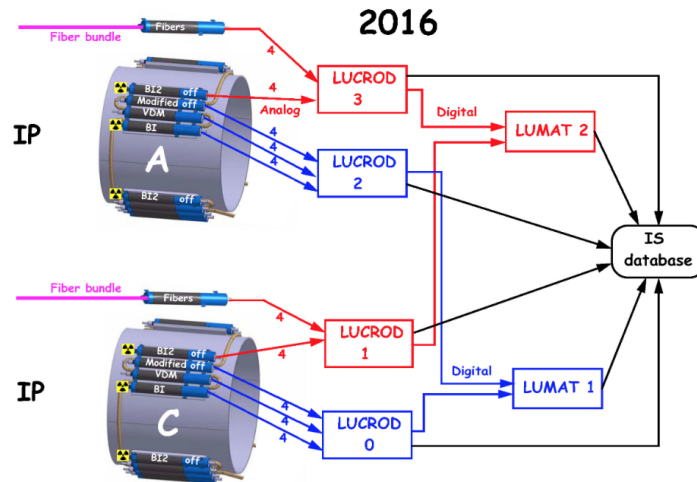 2016
Fibers
Fiber bundle
4
LUCROD
3
BI2 off
4
Modified off
Analog
VDM
BI
Digital
LUMAT 2
IP
A
4
4
4
LUCROD
2
BI2 off
IS
database
Fiber bundle
Fibers
4
LUCROD
1
BI2 off
4
Modified off
VDM
BI
Digital
LUMAT 1
IP
C
4
4
4
LUCROD
0
BI2
off